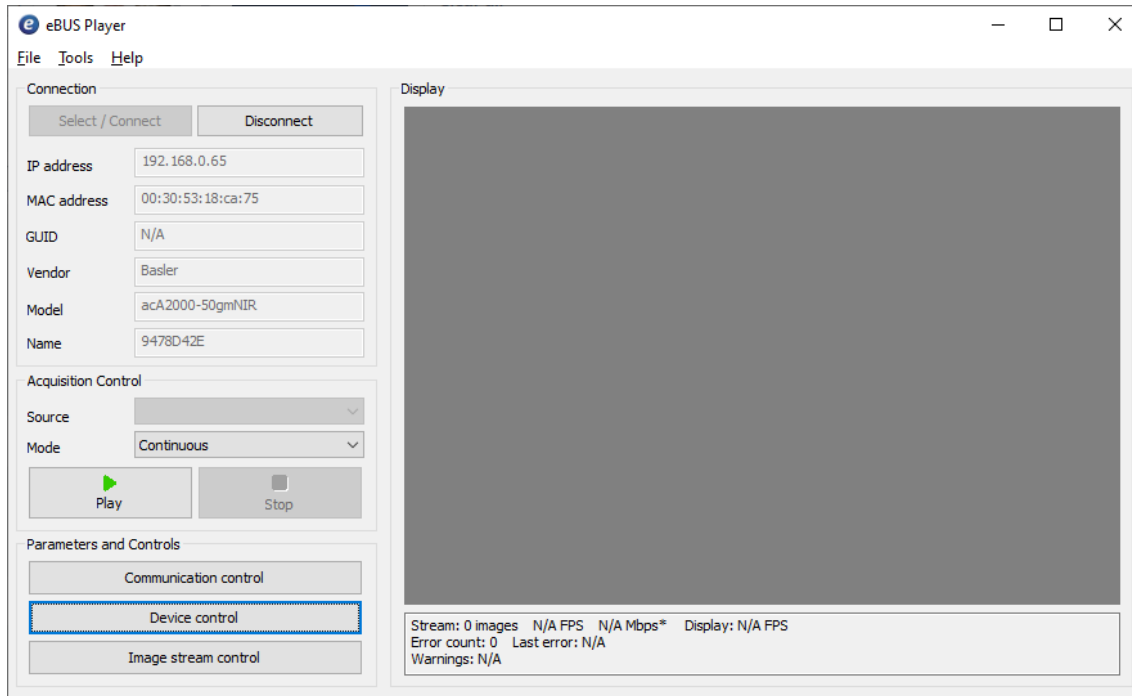 eBUS Player
File Tools Help
Connection
Select / Connect Disconnect
IP address 192.168.0.65
MAC address 00:30:53:18:ca:75
GUID N/A
Vendor Basler
Model acA2000-50gmNIR
Name 9478D42E
Acquisition Control
Source
Mode Continuous
Play Stop
Parameters and Controls
Communication control
Device control
Image stream control
Display
Stream: 0 images N/A FPS N/A Mbps* Display: N/A FPS
Error count: 0 Last error: N/A
Warnings: N/A